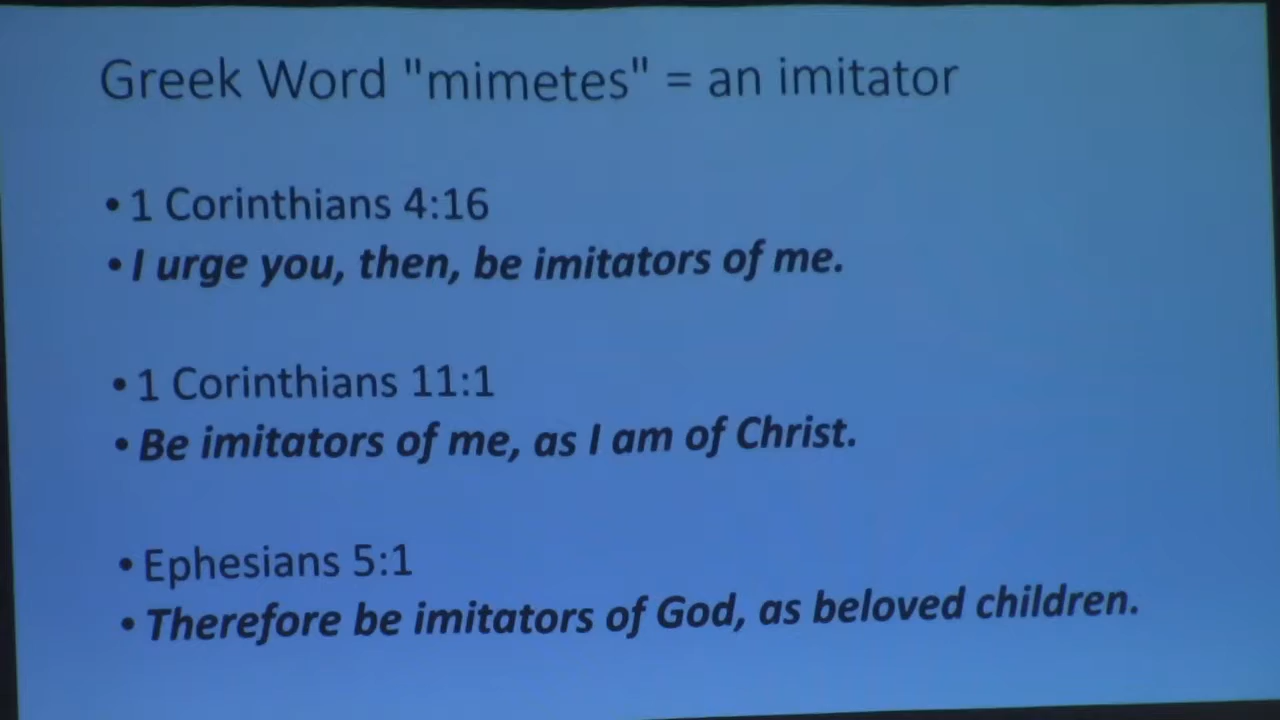 Greek Word "mimetes" = an imitator
• 1 Corinthians 4:16
• I urge you, then, be imitators of me.
• 1 Corinthians 11:1
• Be imitators of me, as I am of Christ.
• Ephesians 5:1
• Therefore be imitators of God, as beloved children.